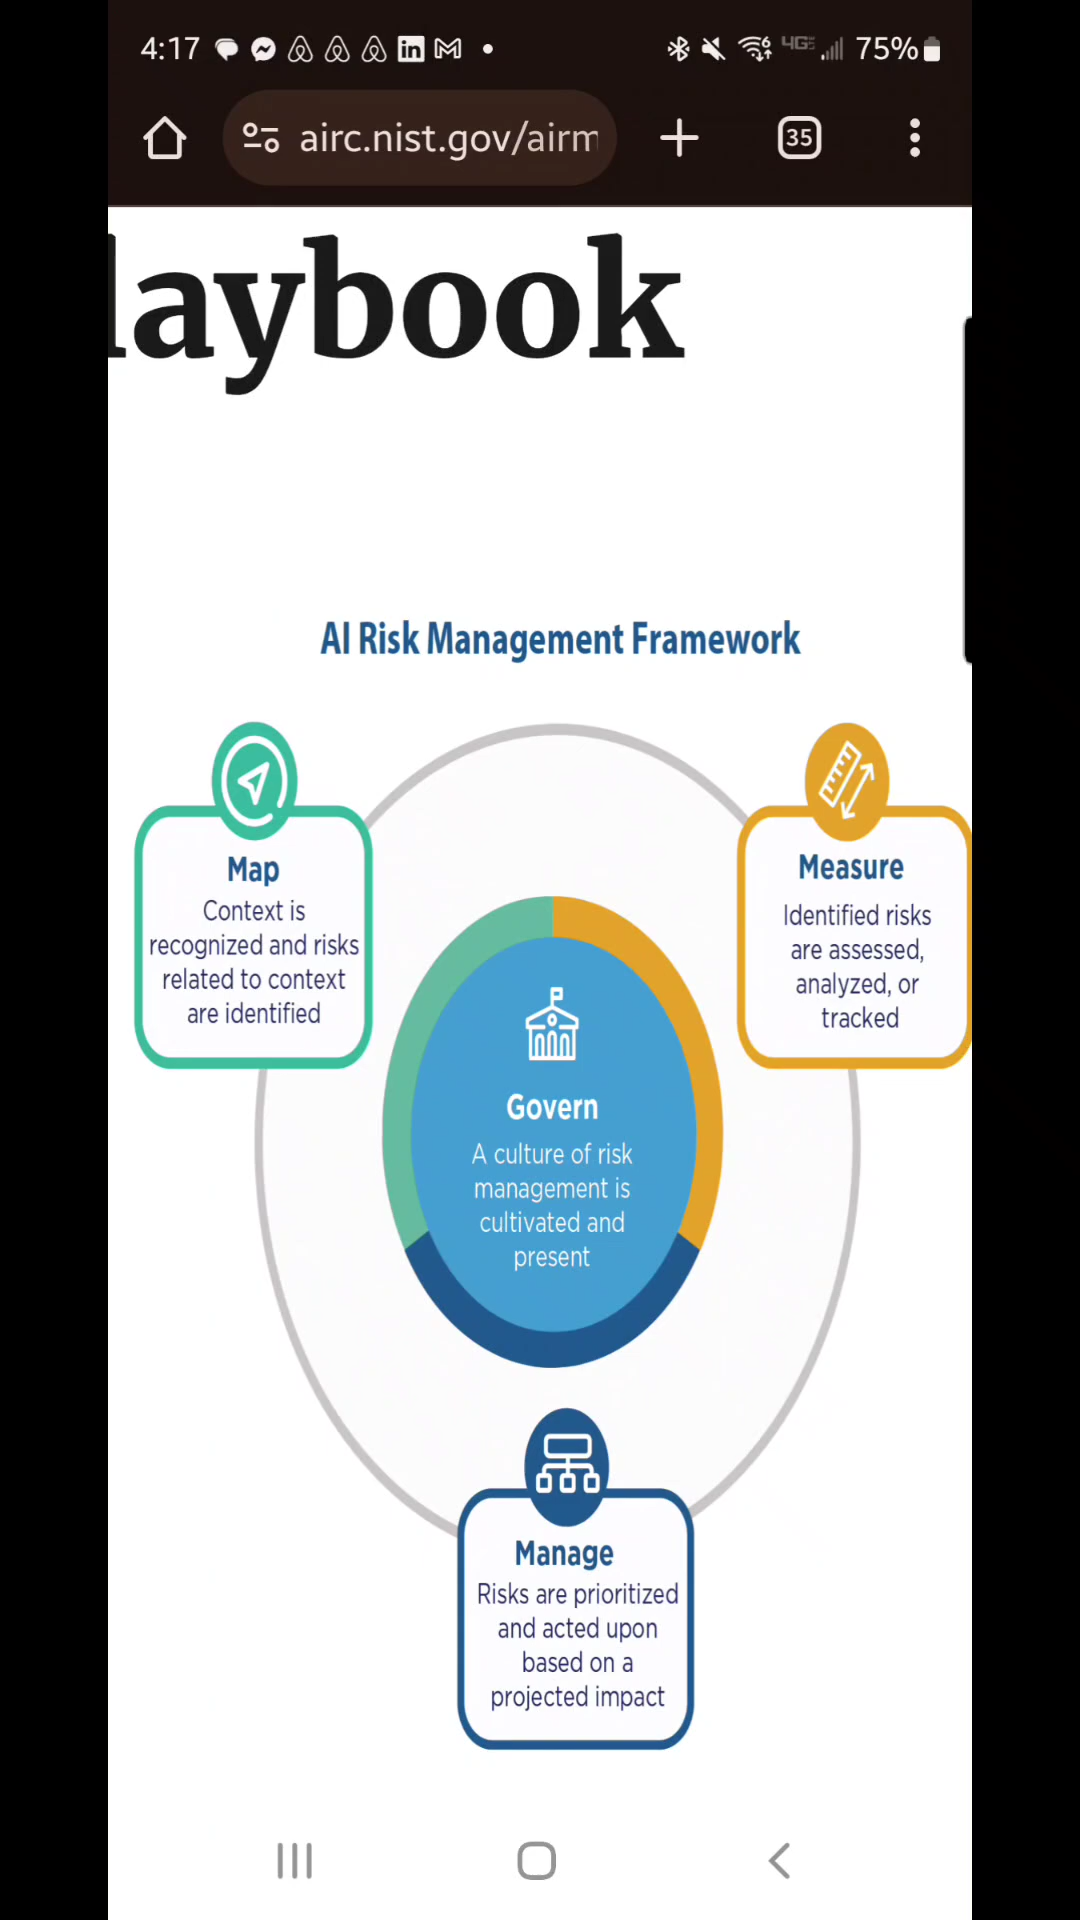 4:17
4G
75%
airc.nist.gov/airm
35
laybook
AI Risk Management Framework
Map
Context is
recognized and risks
related to context
are identified
Measure
Identified risks
are assessed,
analyzed, or
tracked
Govern
A culture of risk
management is
cultivated and
present
Manage
Risks are prioritized
and acted upon
based on a
projected impact